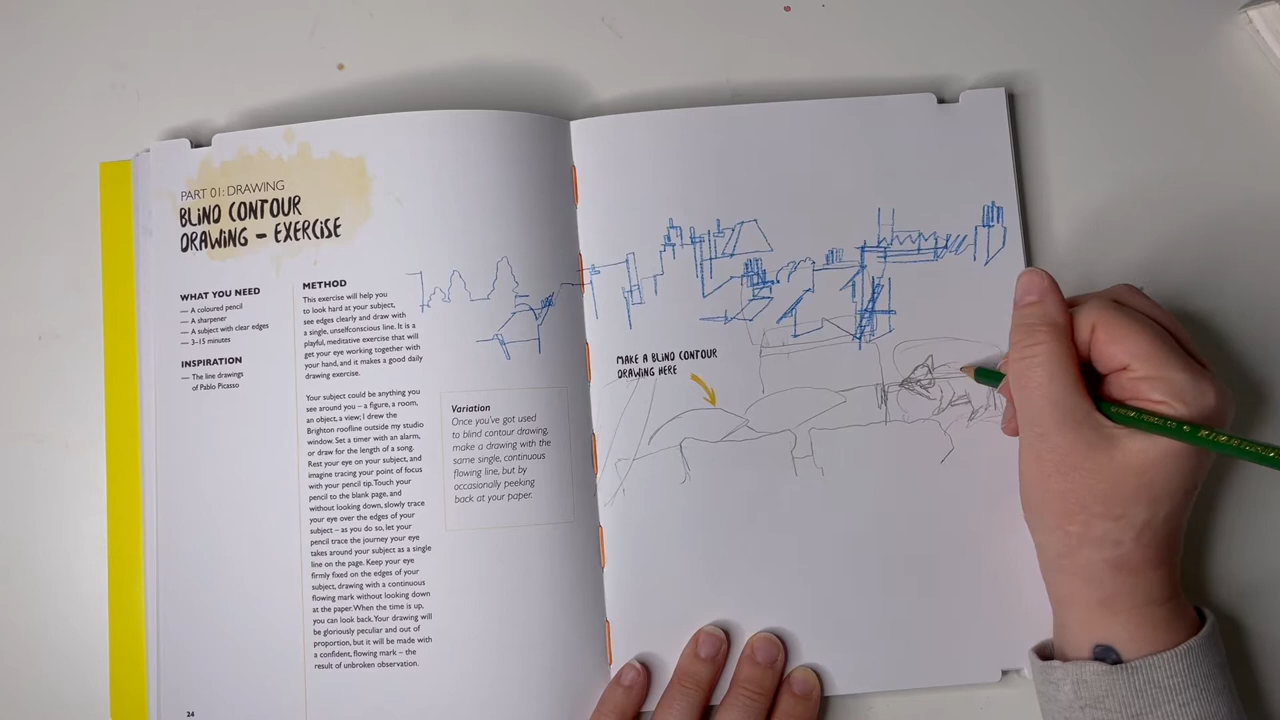 PART 01: DRAWING
BLIND CONTOUR
DRAWING – EXERCISE
WHAT YOU NEED
— A coloured pencil
— A sharpener
— A subject with clear edges
— 3–15 minutes
INSPIRATION
— The line drawings
of Pablo Picasso
METHOD
This exercise will help you
to look hard at your subject,
see edges clearly and draw with
a single, unselfconscious line. It is a
playful, meditative exercise that will
get your eye working together with
your hand, and it makes a good daily
drawing exercise.
Your subject could be anything you
see around you – a figure, a room,
an object, a view; I drew the
Brighton roofline outside my studio
window. Set a timer with an alarm,
or draw for the length of a song.
Rest your eye on your subject, and
imagine tracing your point of focus
with your pencil tip. Touch your
pencil to the blank page, and
without looking down, slowly trace
your eye over the edges of your
subject – as you do so, let your
pencil trace the journey your eye
takes around your subject as a single
line on the page. Keep your eye
firmly fixed on the edges of your
subject, drawing with a continuous
flowing mark without looking down
at the paper. When the time is up,
you can look back. Your drawing will
be gloriously peculiar and out of
proportion, but it will be made with
a confident, flowing mark – the
result of unbroken observation.
Variation
Once you've got used
to blind contour drawing,
make a drawing with the
same single, continuous
flowing line, but by
occasionally peeking
back at your paper.
24
MAKE A BLIND CONTOUR
DRAWING HERE